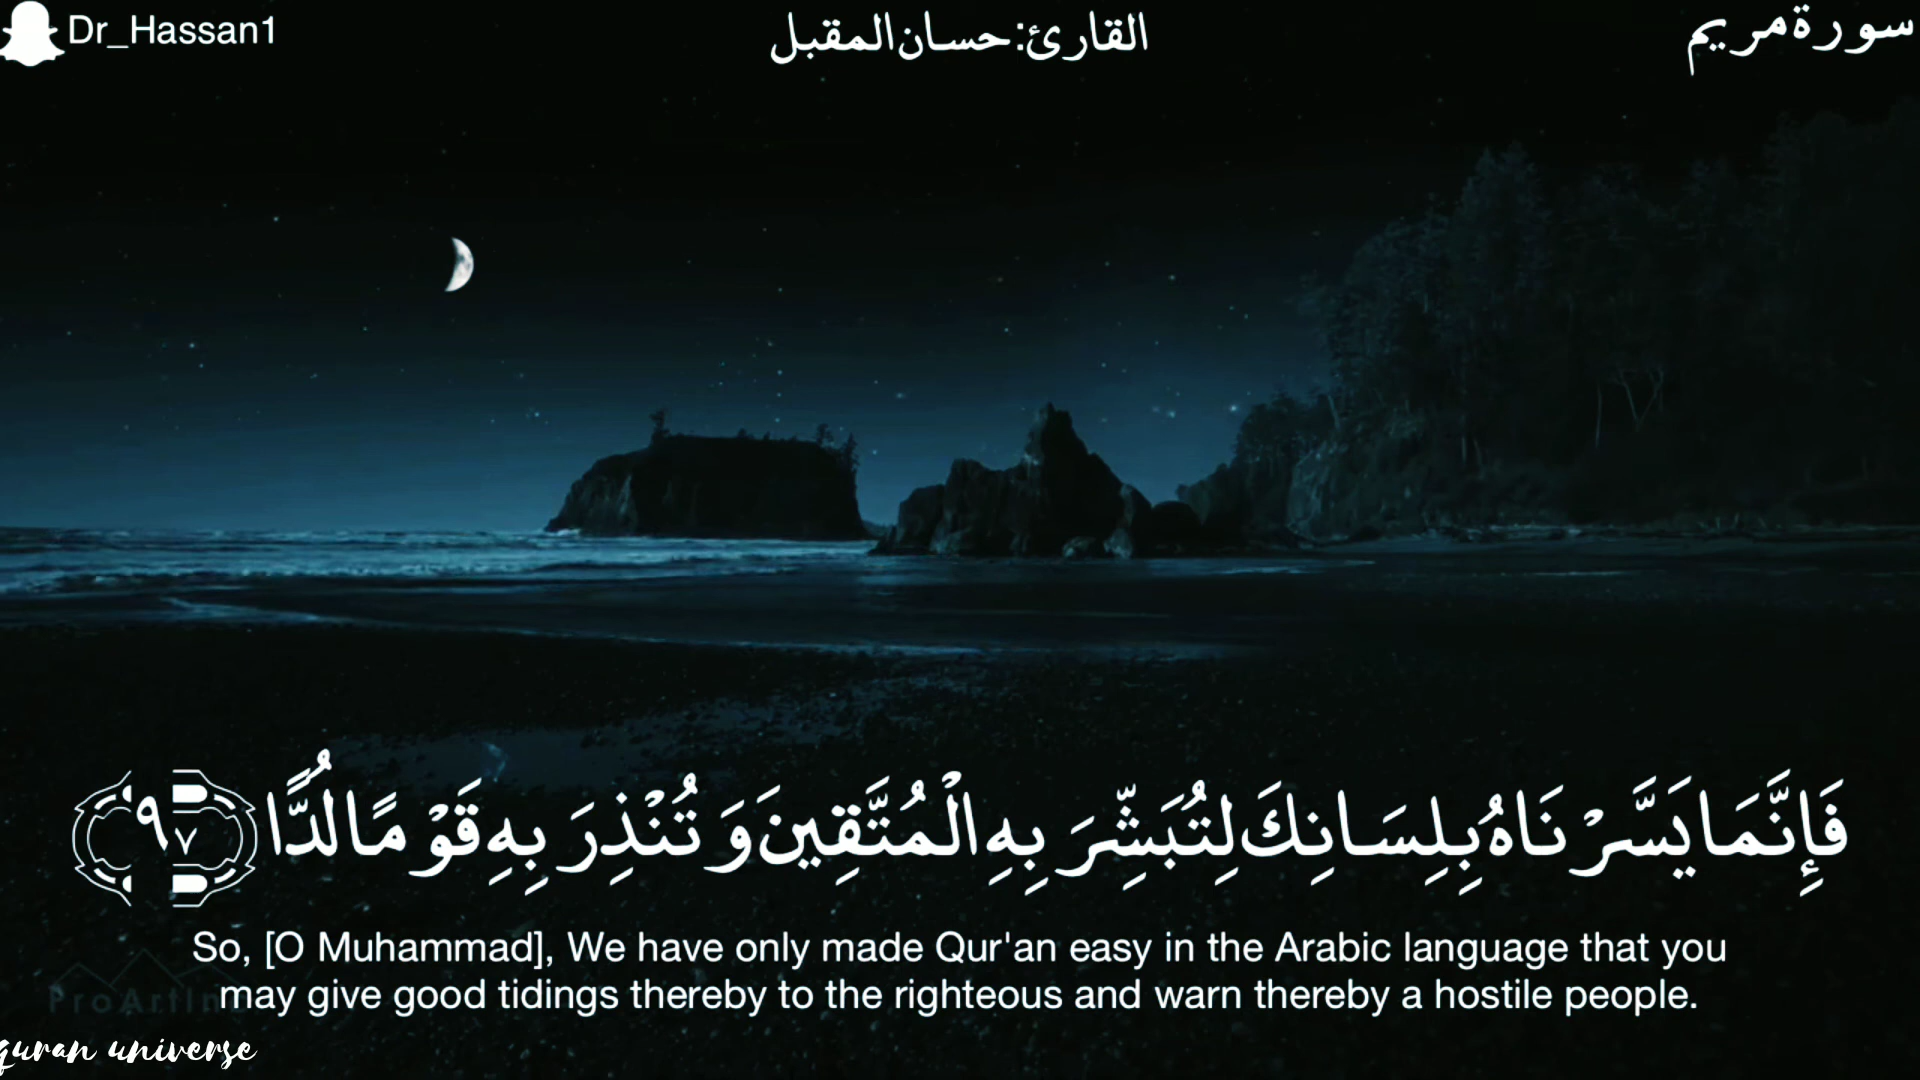 Dr_Hassan1
القارئ: حسان المقبل
سورة مريم
فَإِنَّمَا يَسَّرْنَاهُ بِلِسَانِكَ لِتُبَشِّرَ بِهِ الْمُتَّقِينَ وَتُنْذِرَ بِهِ قَوْمًا لُدًّا ٩٧
So, [O Muhammad], We have only made Qur'an easy in the Arabic language that you
may give good tidings thereby to the righteous and warn thereby a hostile people.
quran universe